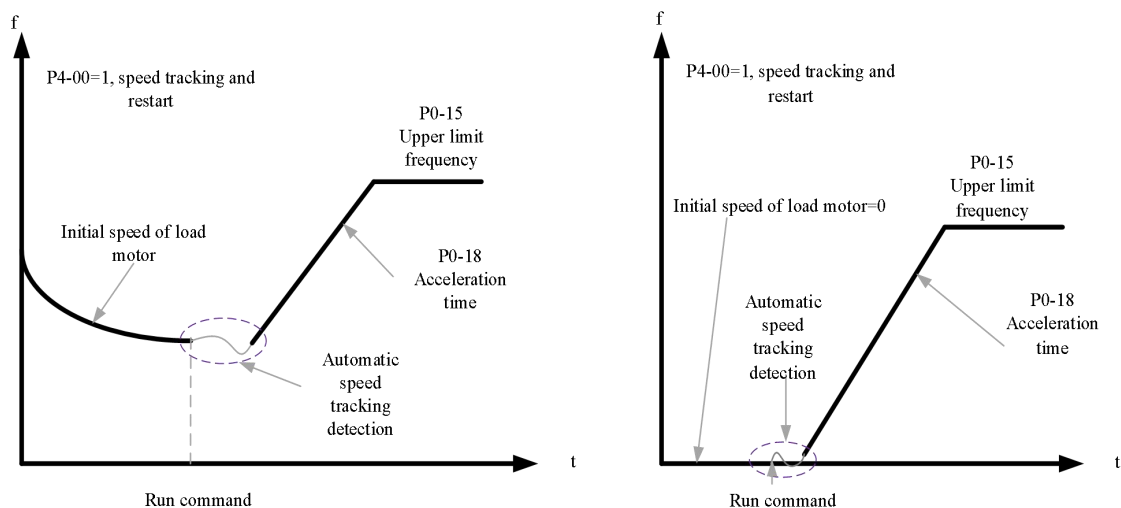 f
P4-00=1, speed tracking and
restart
P0-15
Upper limit
frequency
Initial speed of load
motor
P0-18
Acceleration
time
Automatic
speed
tracking
detection
t
Run command
f
P4-00=1, speed tracking and
restart
P0-15
Upper limit
frequency
Initial speed of load motor=0
Automatic
speed
tracking
detection
P0-18
Acceleration
time
t
Run command